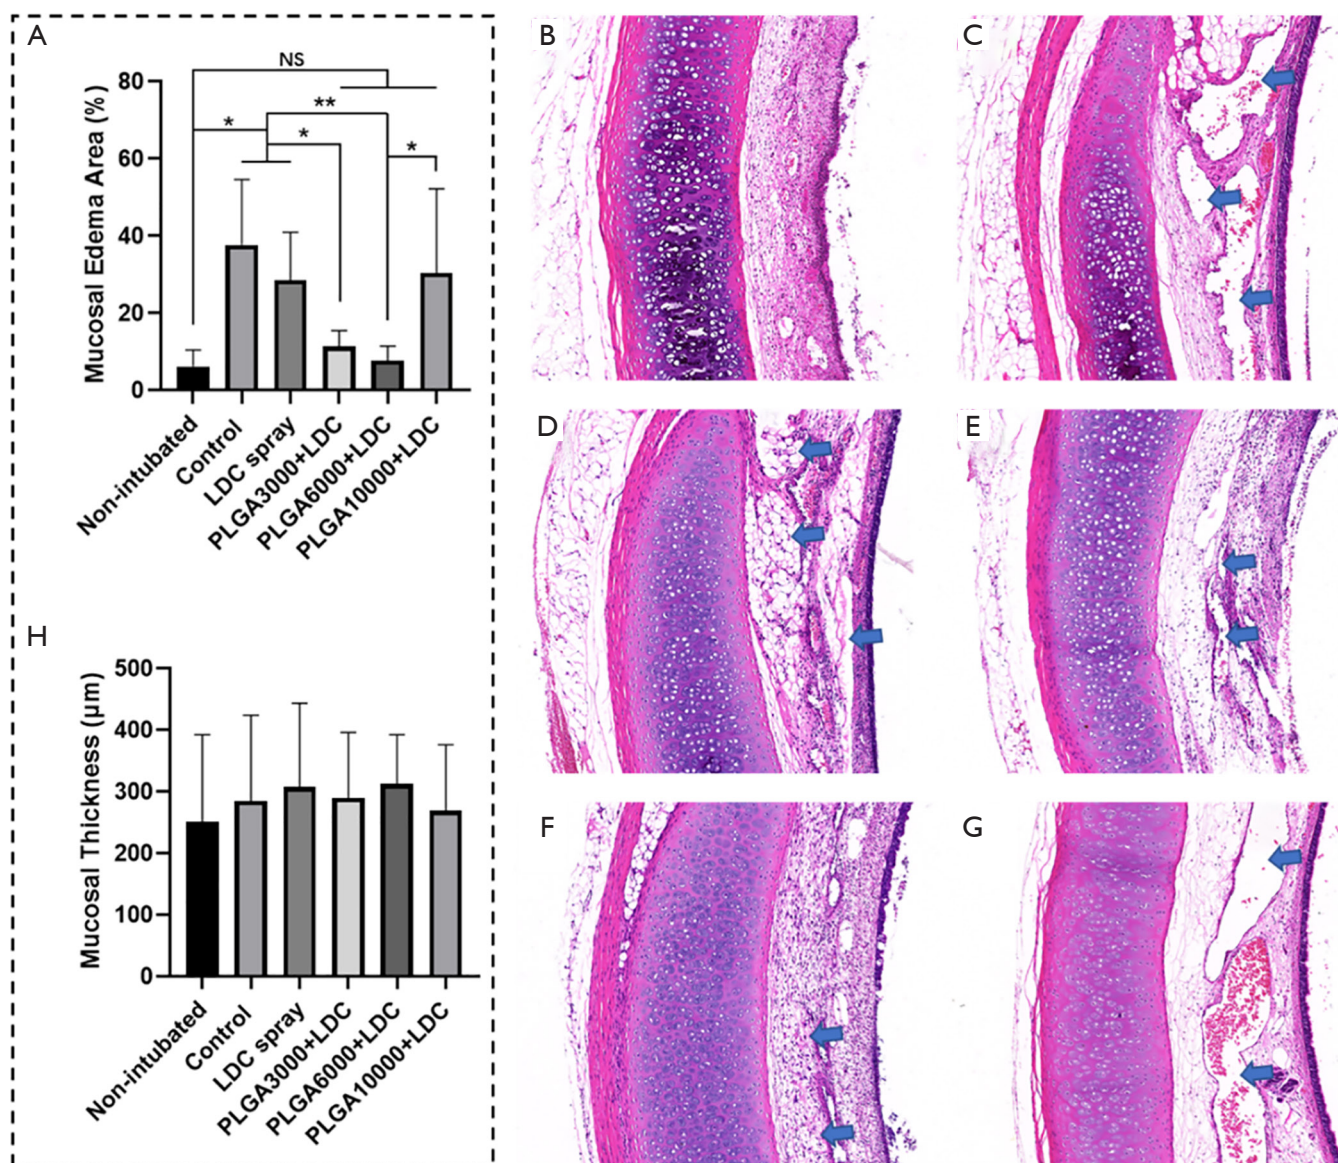 A
NS
**
*
*
*
80
60
40
20
0
Mucosal Edema Area (%)
Non-intubated
Control
LDC spray
PLGA3000+LDC
PLGA6000+LDC
PLGA10000+LDC
B
C
D
E
H
500
400
300
200
100
0
Mucosal Thickness (μm)
Non-intubated
Control
LDC spray
PLGA3000+LDC
PLGA6000+LDC
PLGA10000+LDC
F
G